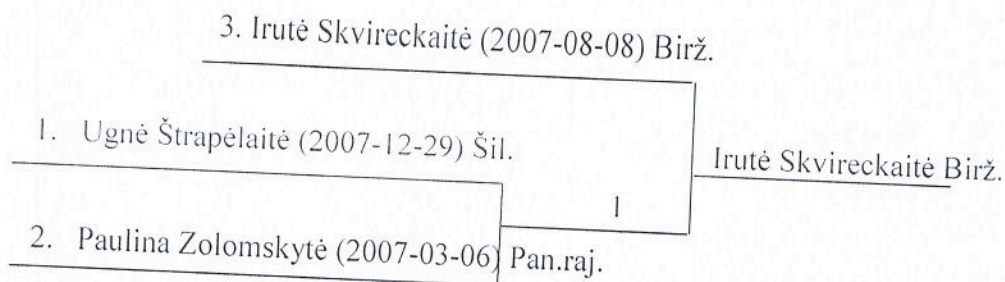 3. Irutė Skvireckaitė (2007-08-08) Birž.
1. Ugnė Štrapėlaitė (2007-12-29) Šil.
Irutė Skvireckaitė Birž.
1
2. Paulina Zolomskytė (2007-03-06) Pan.raj.